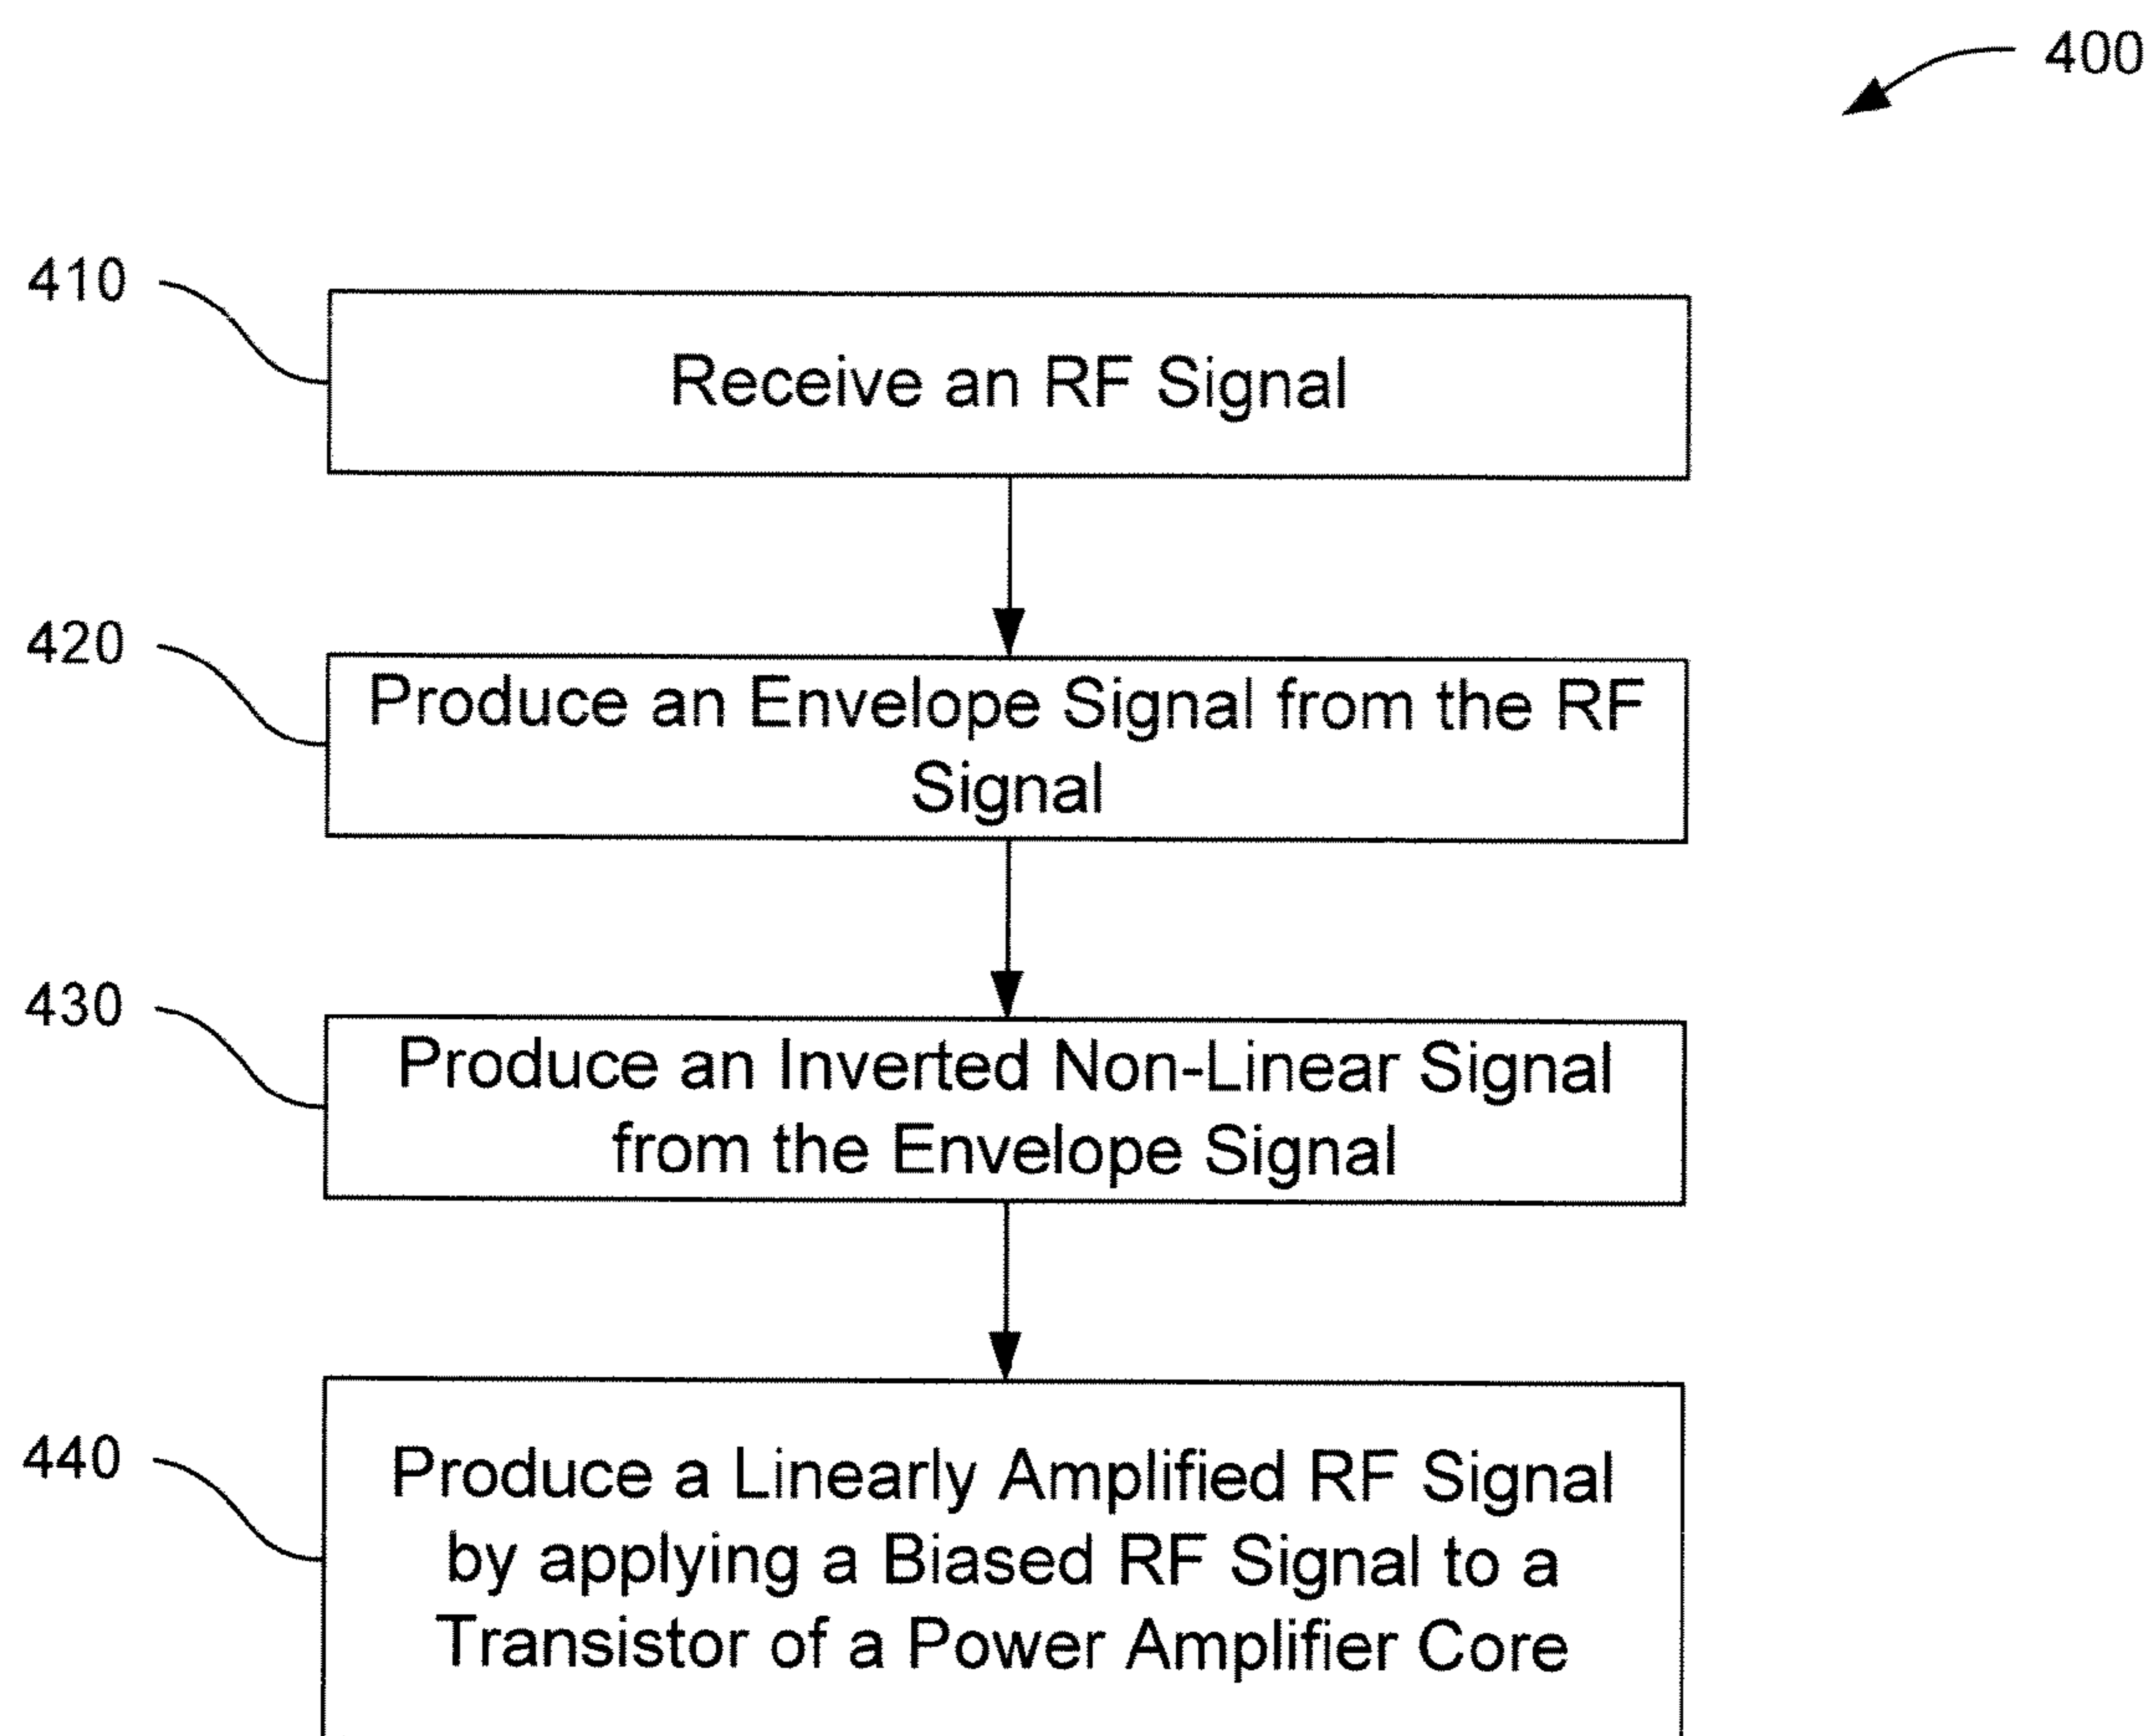 400
410
Receive an RF Signal
420
Produce an Envelope Signal from the RF
Signal
430
Produce an Inverted Non-Linear Signal
from the Envelope Signal
440
Produce a Linearly Amplified RF Signal
by applying a Biased RF Signal to a
Transistor of a Power Amplifier Core